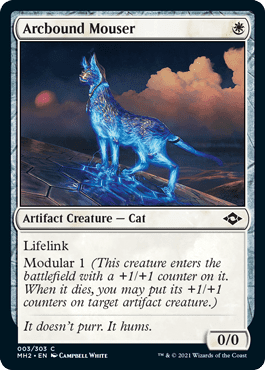 Arcbound Mouser
Artifact Creature — Cat
Lifelink
Modular 1 (This creature enters the
battlefield with a +1/+1 counter on it.
When it dies, you may put its +1/+1
counters on target artifact creature.)
It doesn't purr. It hums.
0/0
003/303 C
MH2 • EN CAMPBELL WHITE
™ & © 2021 Wizards of the Coast